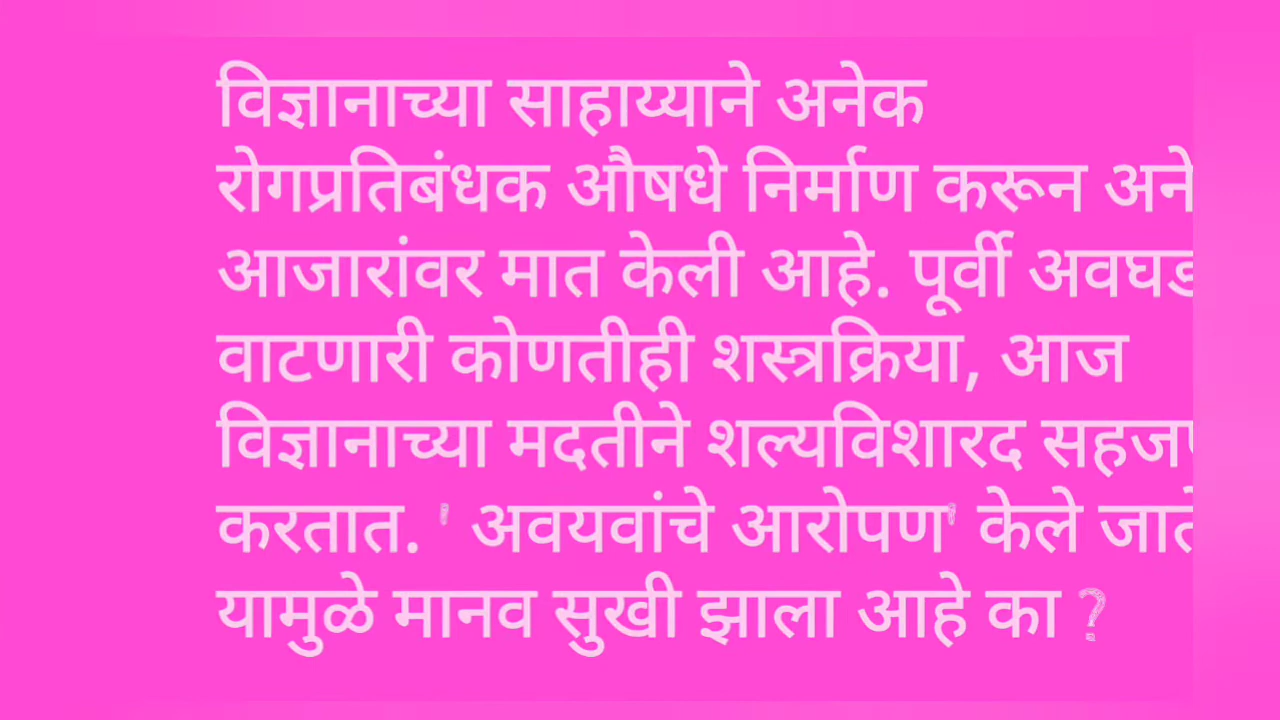 विज्ञानाच्या साहाय्याने अनेक
रोगप्रतिबंधक औषधे निर्माण करून
आजारांवर मात केली आहे. पूर्वी
वाटणारी कोणतीही शस्त्रक्रिया, आज
विज्ञानाच्या मदतीने शल्यविशारद
करतात. ' अवयवांचे आरोपण' केले
यामुळे मानव सुखी झाला आहे का ?